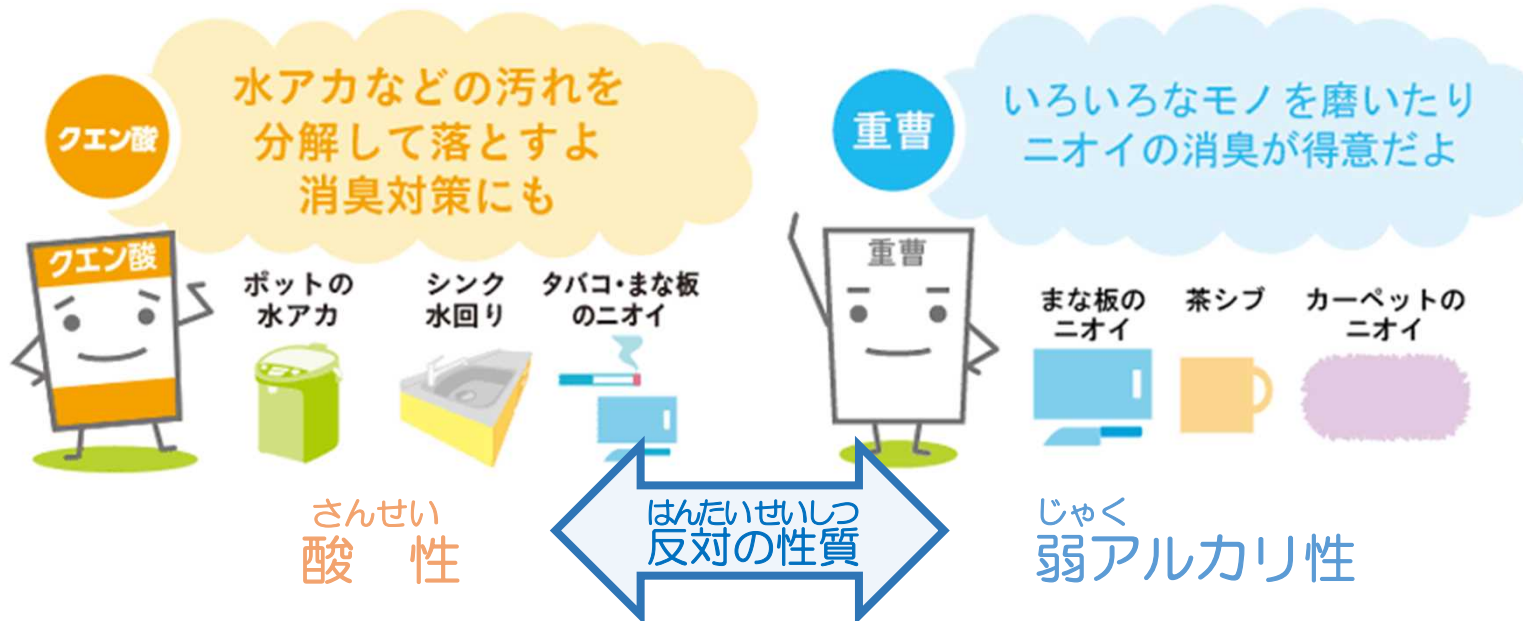 クエン酸
水アカなどの汚れを
分解して落とすよ
消臭対策にも
クエン酸
ポットの
水アカ
シンク
水回り
タバコ・まな板
のニオイ
さんせい
酸 性
はんたいせいしつ
反対の性質
重曹
いろいろなモノを磨いたり
ニオイの消臭が得意だよ
重曹
まな板の
ニオイ
茶シブ
カーペットの
ニオイ
じゃく
弱アルカリ性